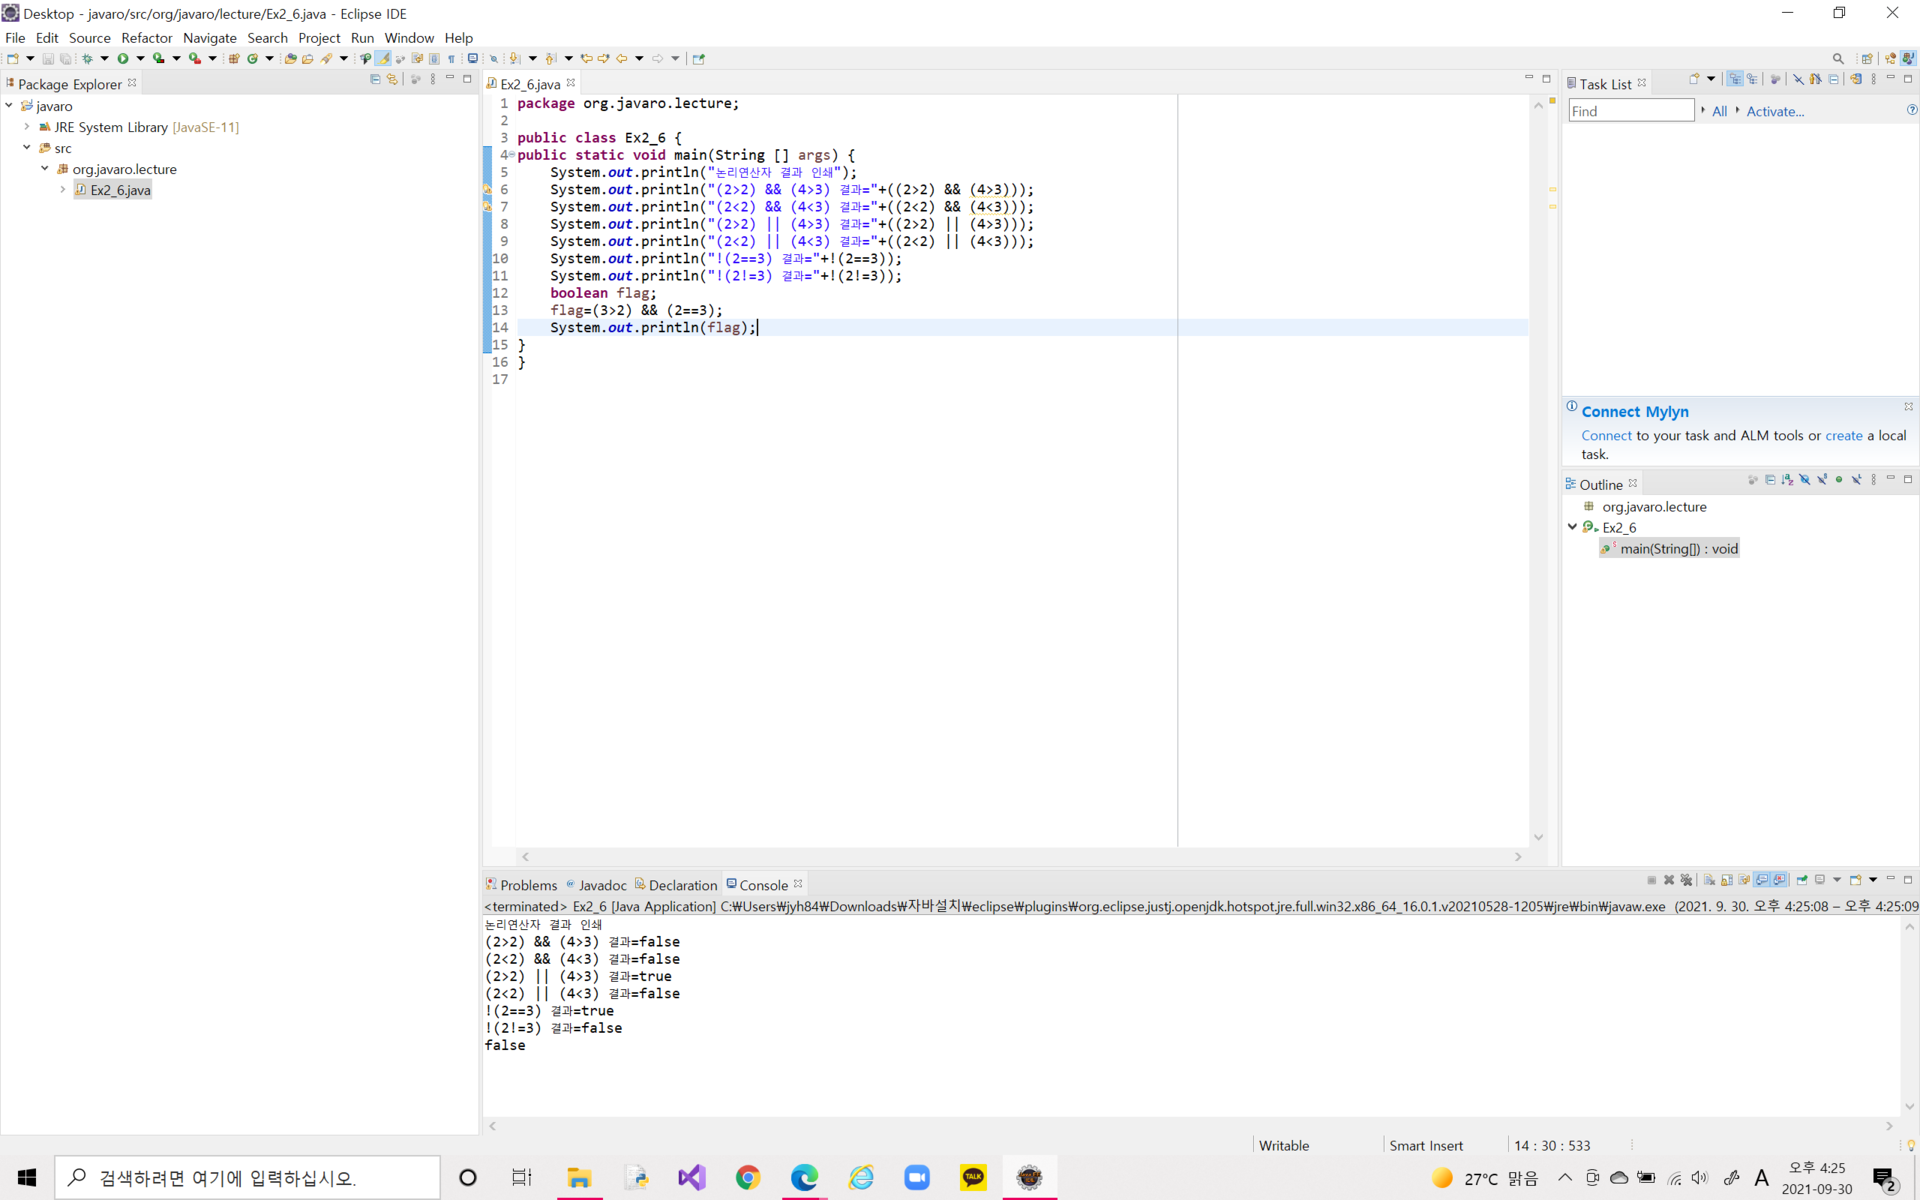 Desktop - javaro/src/org/javaro/lecture/Ex2_6.java - Eclipse IDE
File Edit Source Refactor Navigate Search Project Run Window Help
Package Explorer
javaro
JRE System Library [JavaSE-11]
src
org.javaro.lecture
Ex2_6.java
Ex2_6.java
1 package org.javaro.lecture;
2
3 public class Ex2_6 {
4 public static void main(String [] args) {
5 System.out.println("논리연산자 결과 인쇄");
6 System.out.println("(2>2) && (4>3) 결과="+((2>2) && (4>3)));
7 System.out.println("(2<2) && (4<3) 결과="+((2<2) && (4<3)));
8 System.out.println("(2>2) || (4>3) 결과="+((2>2) || (4>3)));
9 System.out.println("(2<2) || (4<3) 결과="+((2<2) || (4<3)));
10 System.out.println("!(2==3) 결과="+!(2==3));
11 System.out.println("!(2!=3) 결과="+!(2!=3));
12 boolean flag;
13 flag=(3>2) && (2==3);
14 System.out.println(flag);
15 }
16 }
17
Task List
Find All Activate...
Connect Mylyn
Connect to your task and ALM tools or create a local
task.
Outline
org.javaro.lecture
Ex2_6
main(String[]) : void
Problems Javadoc Declaration Console
<terminated> Ex2_6 [Java Application] C:₩Users₩jyh84₩Downloads₩자바설치₩eclipse₩plugins₩org.eclipse.justj.openjdk.hotspot.jre.full.win32.x86_64_16.0.1.v20210528-1205₩jre₩bin₩javaw.exe (2021. 9. 30. 오후 4:25:08 – 오후 4:25:09
논리연산자 결과 인쇄
(2>2) && (4>3) 결과=false
(2<2) && (4<3) 결과=false
(2>2) || (4>3) 결과=true
(2<2) || (4<3) 결과=false
!(2==3) 결과=true
!(2!=3) 결과=false
false
Writable Smart Insert 14 : 30 : 533
검색하려면 여기에 입력하십시오.
TALK
27°C 맑음
A
오후 4:25
2021-09-30
2